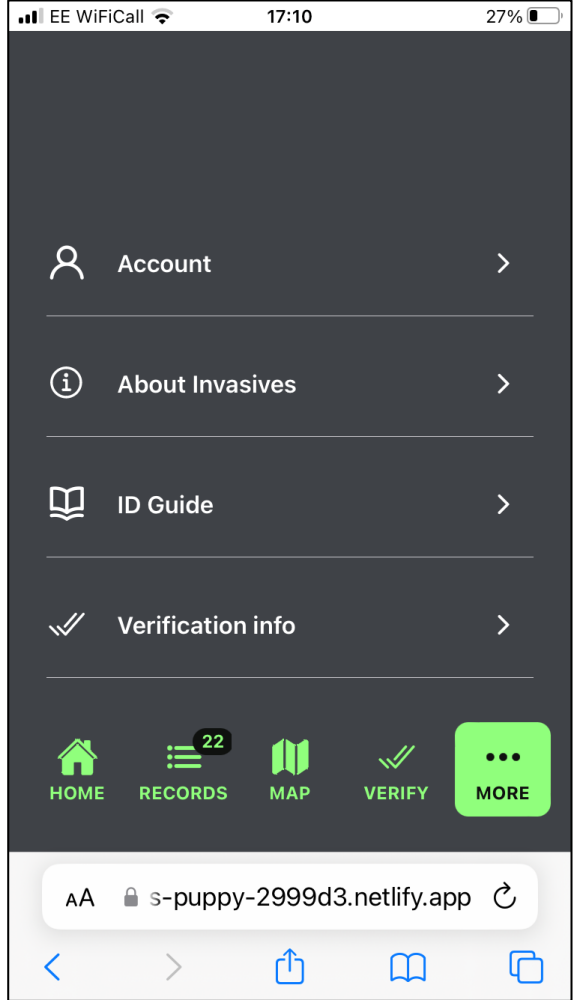 EE WiFiCall 17:10 27%
Account
About Invasives
ID Guide
Verification info
22
HOME RECORDS MAP VERIFY MORE
AA s-puppy-2999d3.netlify.app